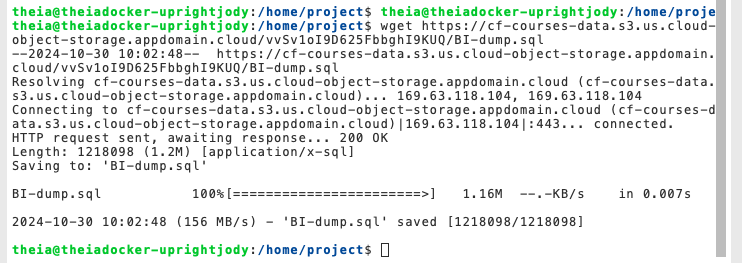 theia@theiadocker-uprightjody:/home/project$ theia@theiadocker-uprightjody:/home/proje
theia@theiadocker-uprightjody:/home/project$ wget https://cf-courses-data.s3.us.cloud-
object-storage.appdomain.cloud/vvSv1oI9D625FbbghI9KUQ/BI-dump.sql
--2024-10-30 10:02:48--  https://cf-courses-data.s3.us.cloud-object-storage.appdomain.
cloud/vvSv1oI9D625FbbghI9KUQ/BI-dump.sql
Resolving cf-courses-data.s3.us.cloud-object-storage.appdomain.cloud (cf-courses-data.
s3.us.cloud-object-storage.appdomain.cloud)... 169.63.118.104, 169.63.118.104
Connecting to cf-courses-data.s3.us.cloud-object-storage.appdomain.cloud (cf-courses-d
ata.s3.us.cloud-object-storage.appdomain.cloud)|169.63.118.104|:443... connected.
HTTP request sent, awaiting response... 200 OK
Length: 1218098 (1.2M) [application/x-sql]
Saving to: 'BI-dump.sql'
BI-dump.sql          100%[=======================>]   1.16M  --.-KB/s    in 0.007s
2024-10-30 10:02:48 (156 MB/s) - 'BI-dump.sql' saved [1218098/1218098]
theia@theiadocker-uprightjody:/home/project$